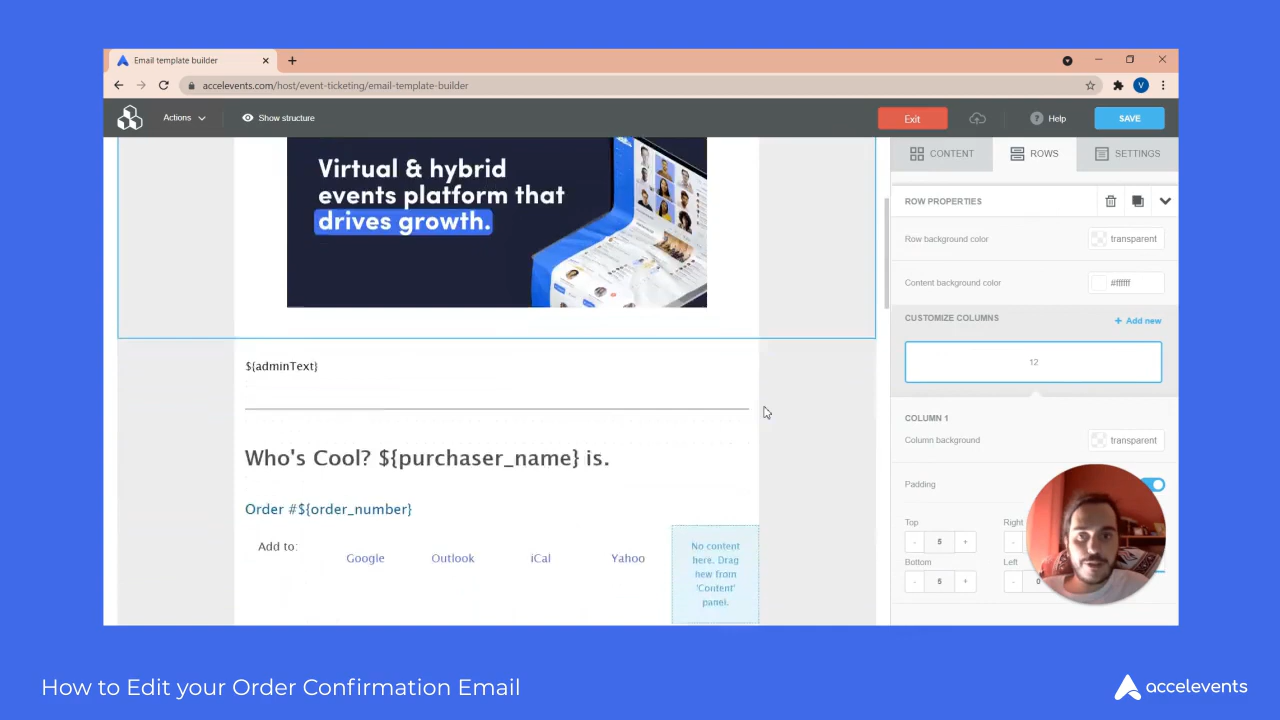 Email template builder
accelevents.com/host/event-ticketing/email-template-builder
V
Actions
Show structure
Exit
? Help
SAVE
Virtual & hybrid
events platform that
drives growth.
${adminText}
Who's Cool? ${purchaser_name} is.
Order #${order_number}
Add to:
Google
Outlook
iCal
Yahoo
No content
here. Drag
new from
'Content'
panel.
CONTENT
ROWS
SETTINGS
ROW PROPERTIES
Row background color
transparent
Content background color
#ffffff
CUSTOMIZE COLUMNS
+ Add new
12
COLUMN 1
Column background
transparent
Padding
Top
Right
- 5 +
-
Bottom
Left
- 5 +
- 0
How to Edit your Order Confirmation Email
accelevents